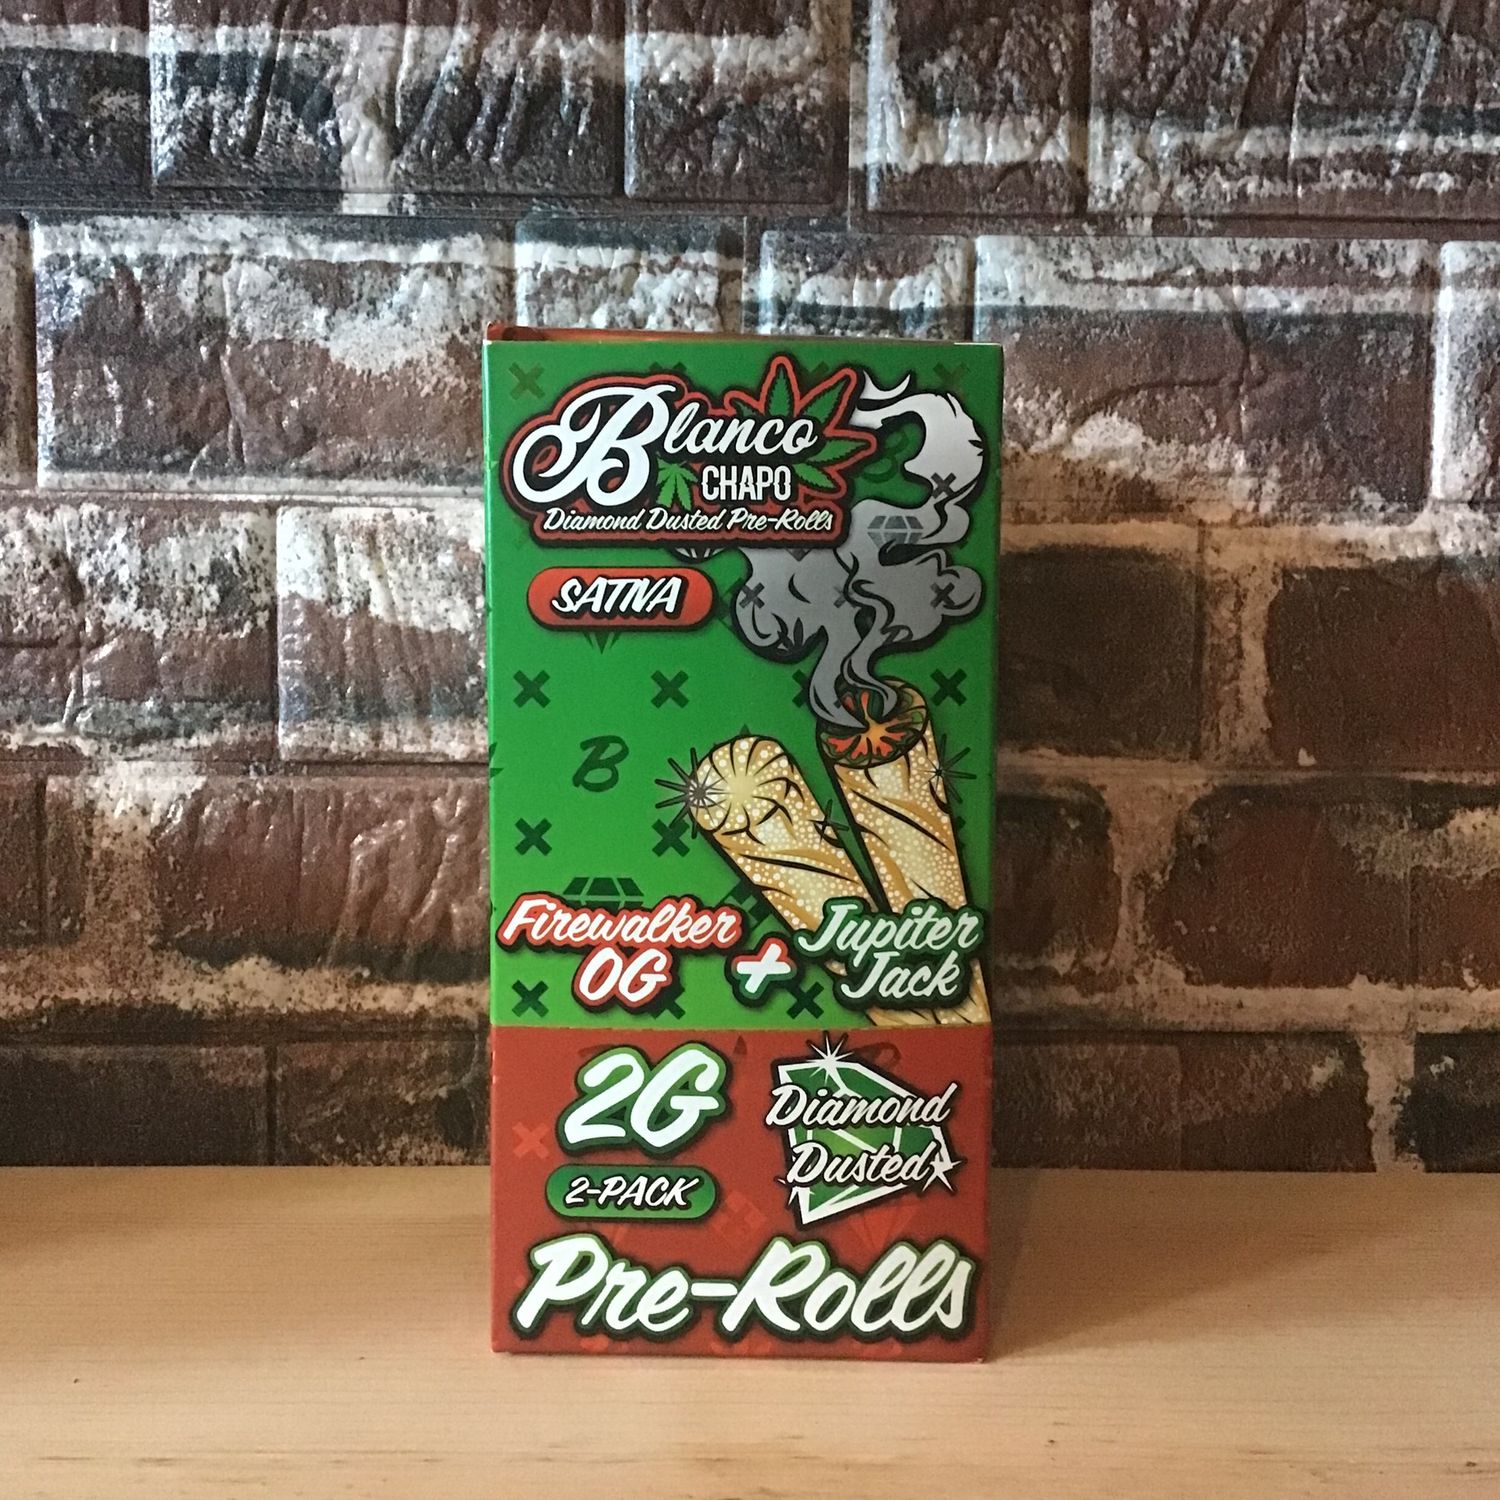 Blanco
CHAPO
Diamond Dusted Pre-Rolls
SATIVA
B
Firewalker
OG
+
Jupiter
Jack
2G
2-PACK
Diamond
Dusted
Pre-Rolls